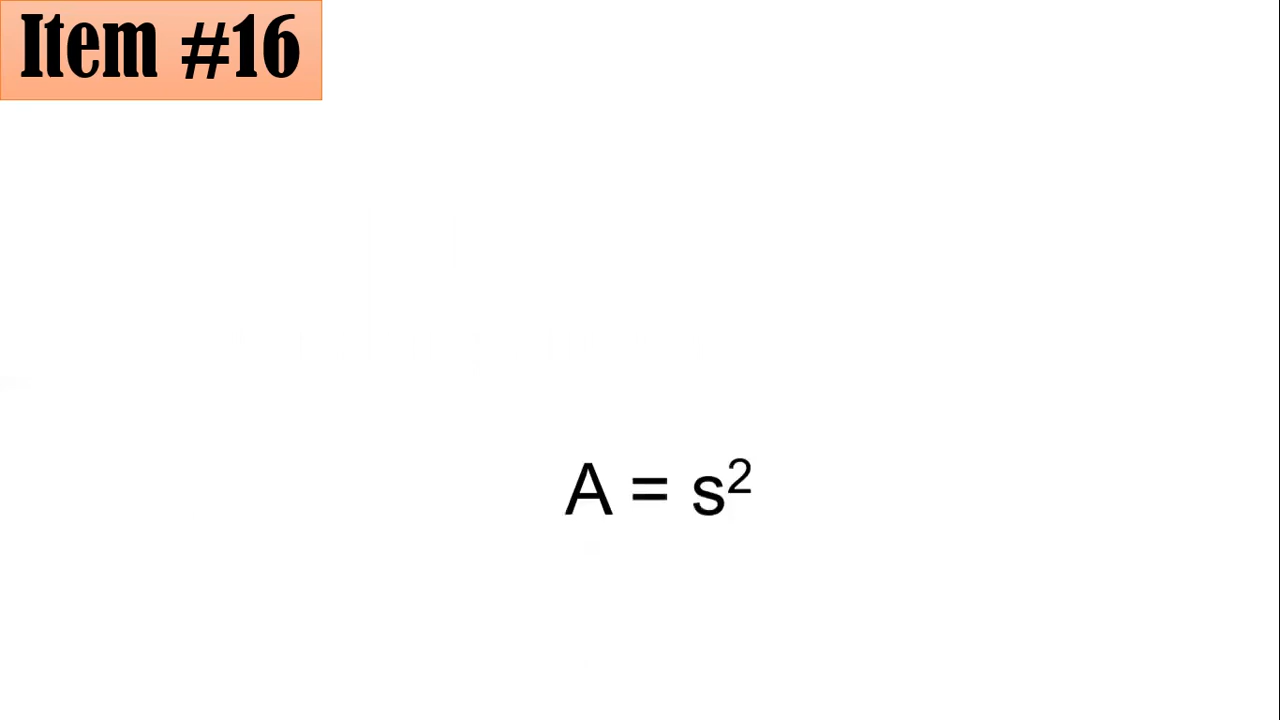 Item #16
A = s²